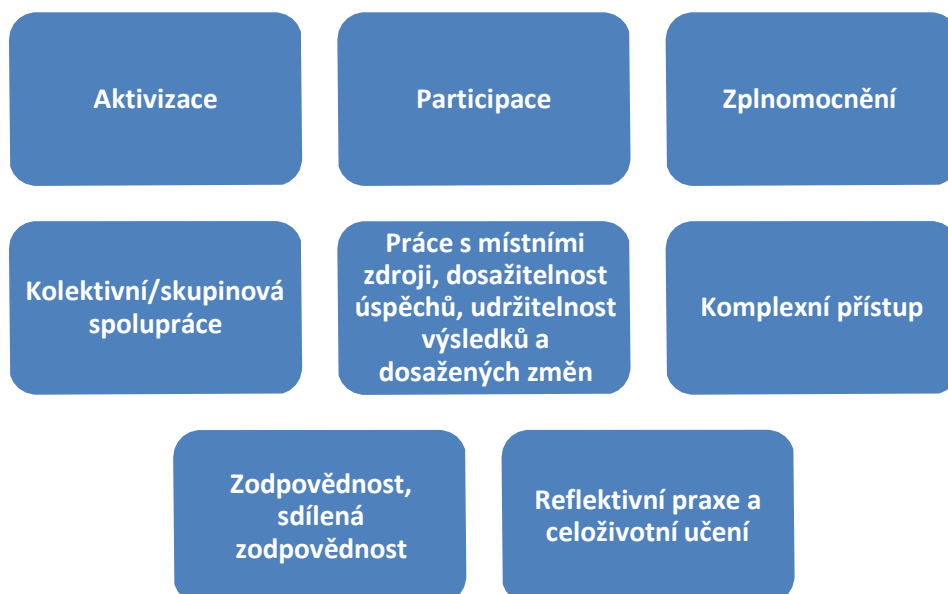 Aktivizace
Participace
Zplnomocnění
Kolektivní/skupinová
spolupráce
Práce s místními
zdroji, dosažitelnost
úspěchů, udržitelnost
výsledků a
dosažených změn
Komplexní přístup
Zodpovědnost,
sdílená
zodpovědnost
Reflektivní praxe a
celoživotní učení